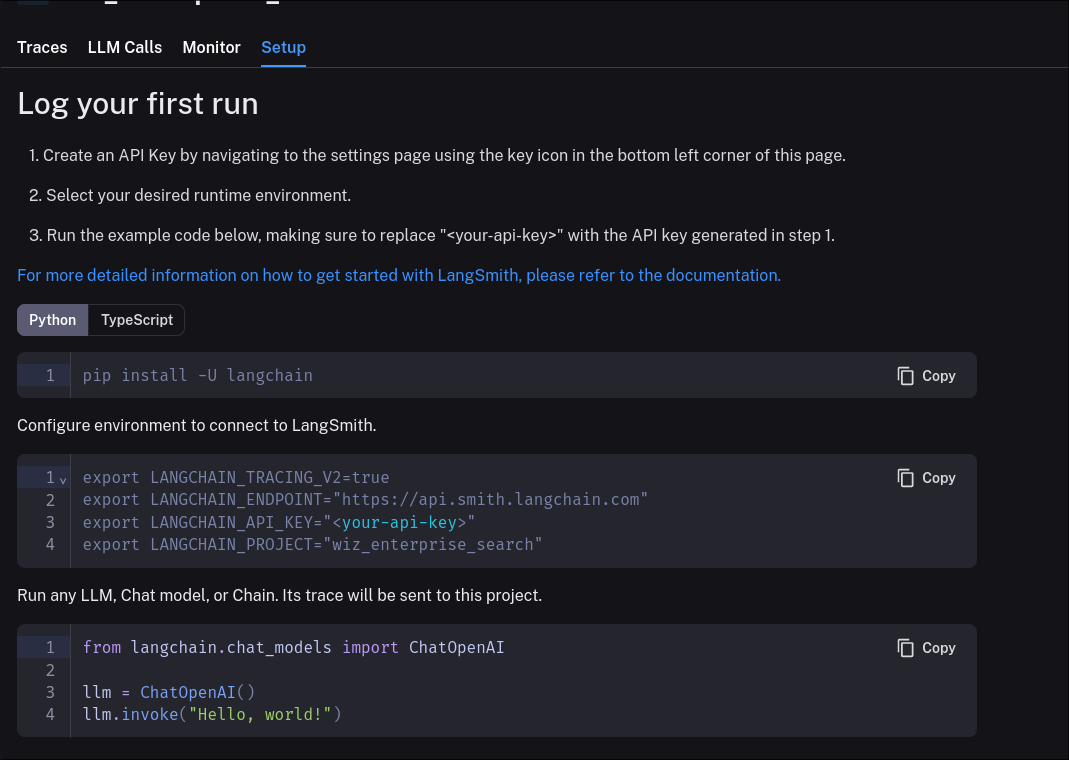 Traces LLM Calls Monitor Setup
Log your first run
1. Create an API Key by navigating to the settings page using the key icon in the bottom left corner of this page.
2. Select your desired runtime environment.
3. Run the example code below, making sure to replace "<your-api-key>" with the API key generated in step 1.
For more detailed information on how to get started with LangSmith, please refer to the documentation.
Python TypeScript
1 pip install -U langchain Copy
Configure environment to connect to LangSmith.
1 export LANGCHAIN_TRACING_V2=true Copy
2 export LANGCHAIN_ENDPOINT="https://api.smith.langchain.com"
3 export LANGCHAIN_API_KEY="<your-api-key>"
4 export LANGCHAIN_PROJECT="wiz_enterprise_search"
Run any LLM, Chat model, or Chain. Its trace will be sent to this project.
1 from langchain.chat_models import ChatOpenAI Copy
2
3 llm = ChatOpenAI()
4 llm.invoke("Hello, world!")